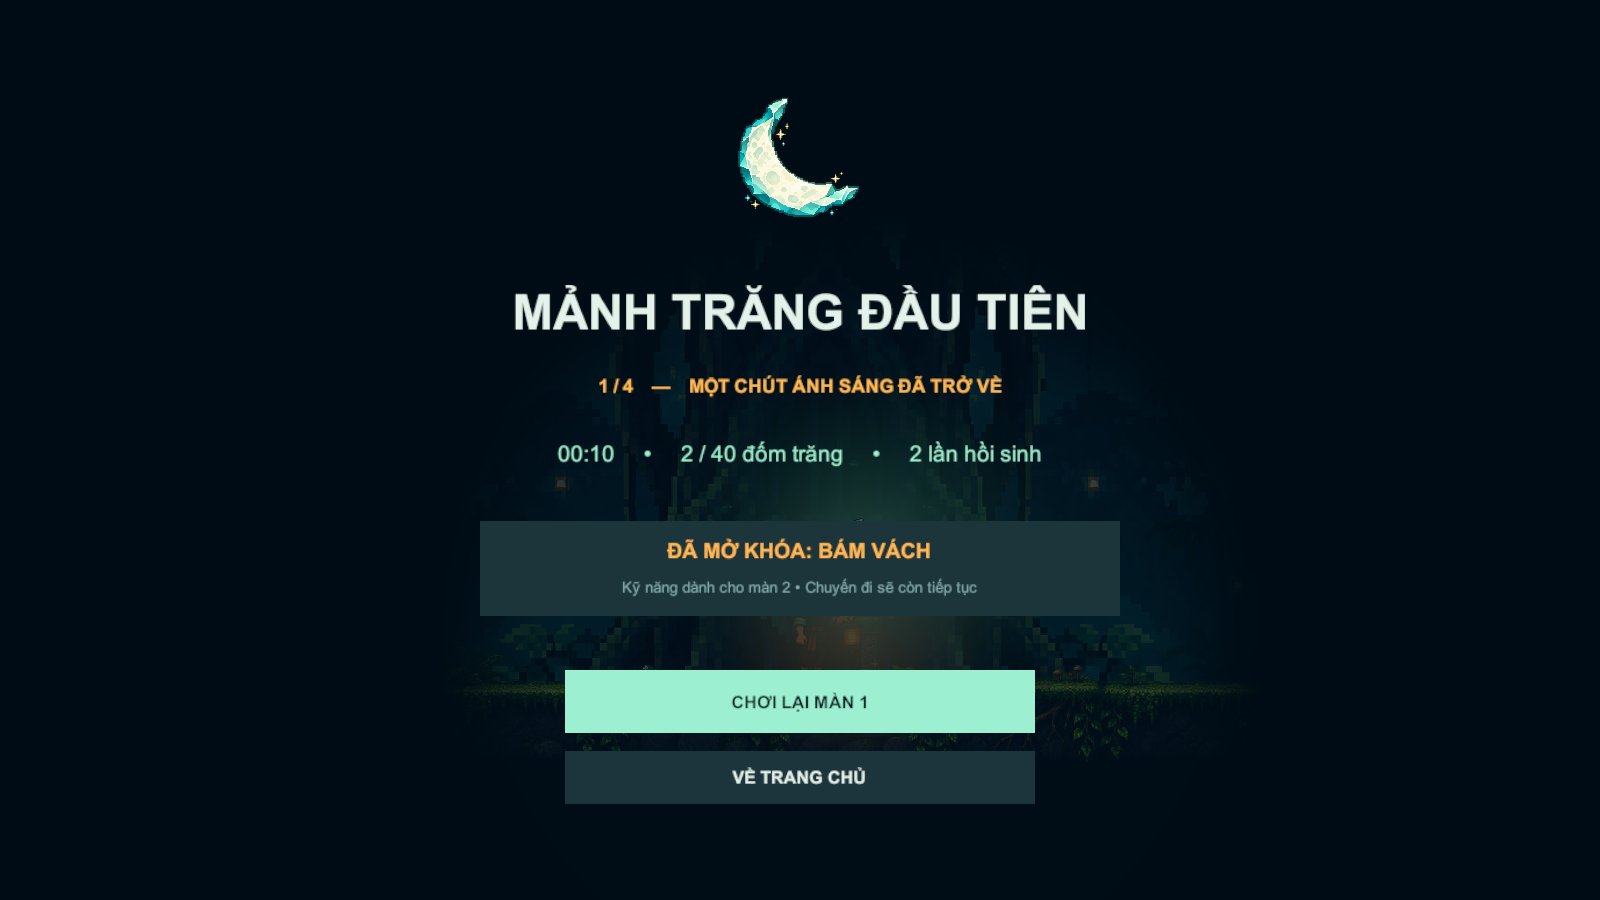 MẢNH TRĂNG ĐẦU TIÊN
1 / 4 — MỘT CHÚT ÁNH SÁNG ĐÃ TRỞ VỀ
00:10 • 2 / 40 đốm trăng • 2 lần hồi sinh
ĐÃ MỞ KHÓA: BÁM VÁCH
Kỹ năng dành cho màn 2 • Chuyến đi sẽ còn tiếp tục
CHƠI LẠI MÀN 1
VỀ TRANG CHỦ